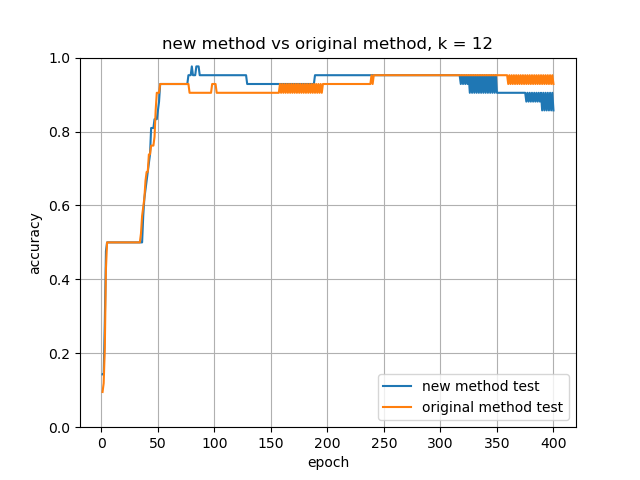 new method vs original method, k = 12
1.0
0.8
0.6
0.4
0.2
0.0
accuracy
0 50 100 150 200 250 300 350 400
epoch
new method test
original method test